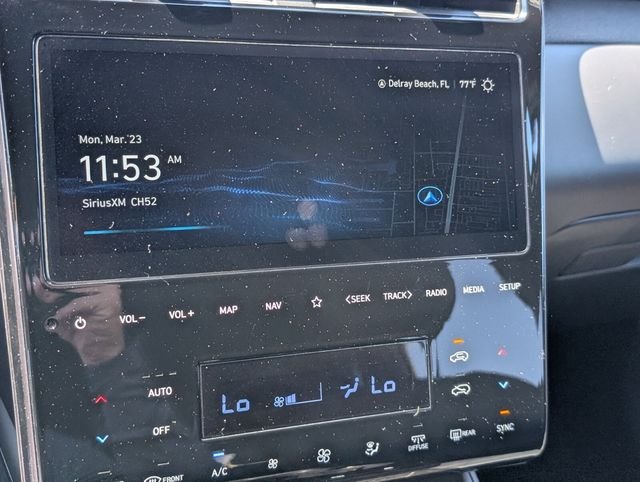 Delray Beach, FL 77°F
Mon, Mar. 23
11:53 AM
SiriusXM CH52
VOL− VOL+ MAP NAV <SEEK TRACK> RADIO MEDIA SETUP
AUTO
Lo Lo
OFF
SYNC
FRONT A/C DIFFUSE REAR